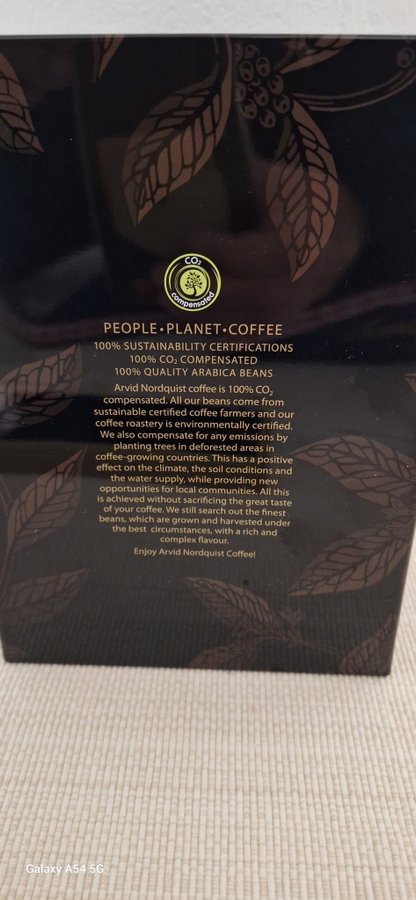 CO₂
compensated
PEOPLE•PLANET•COFFEE
100% SUSTAINABILITY CERTIFICATIONS
100% CO₂ COMPENSATED
100% QUALITY ARABICA BEANS
Arvid Nordquist coffee is 100% CO₂
compensated. All our beans come from
sustainable certified coffee farmers and our
coffee roastery is environmentally certified.
We also compensate for any emissions by
planting trees in deforested areas in
coffee-growing countries. This has a positive
effect on the climate, the soil conditions and
the water supply, while providing new
opportunities for local communities. All this
is achieved without sacrificing the great taste
of your coffee. We still search out the finest
beans, which are grown and harvested under
the best circumstances, with a rich and
complex flavour.
Enjoy Arvid Nordquist Coffee!
Galaxy A54 5G